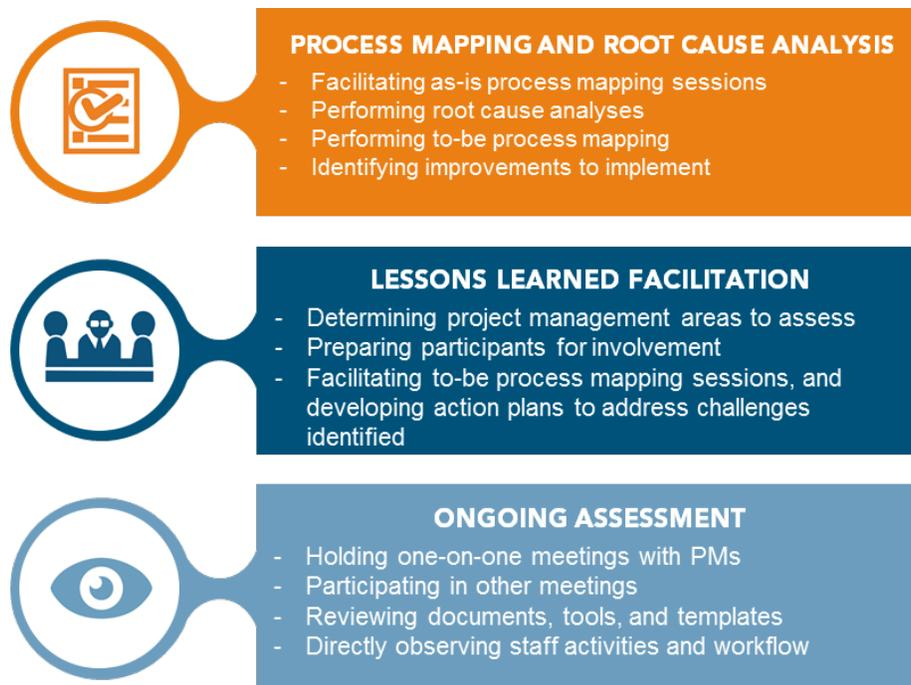 PROCESS MAPPING AND ROOT CAUSE ANALYSIS
- Facilitating as-is process mapping sessions
- Performing root cause analyses
- Performing to-be process mapping
- Identifying improvements to implement
LESSONS LEARNED FACILITATION
- Determining project management areas to assess
- Preparing participants for involvement
- Facilitating to-be process mapping sessions, and
developing action plans to address challenges
identified
ONGOING ASSESSMENT
- Holding one-on-one meetings with PMs
- Participating in other meetings
- Reviewing documents, tools, and templates
- Directly observing staff activities and workflow